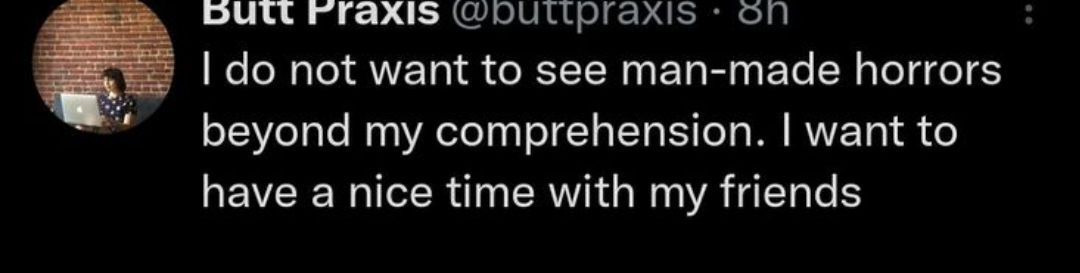 Butt Praxis @buttpraxis · 8h
I do not want to see man-made horrors
beyond my comprehension. I want to
have a nice time with my friends